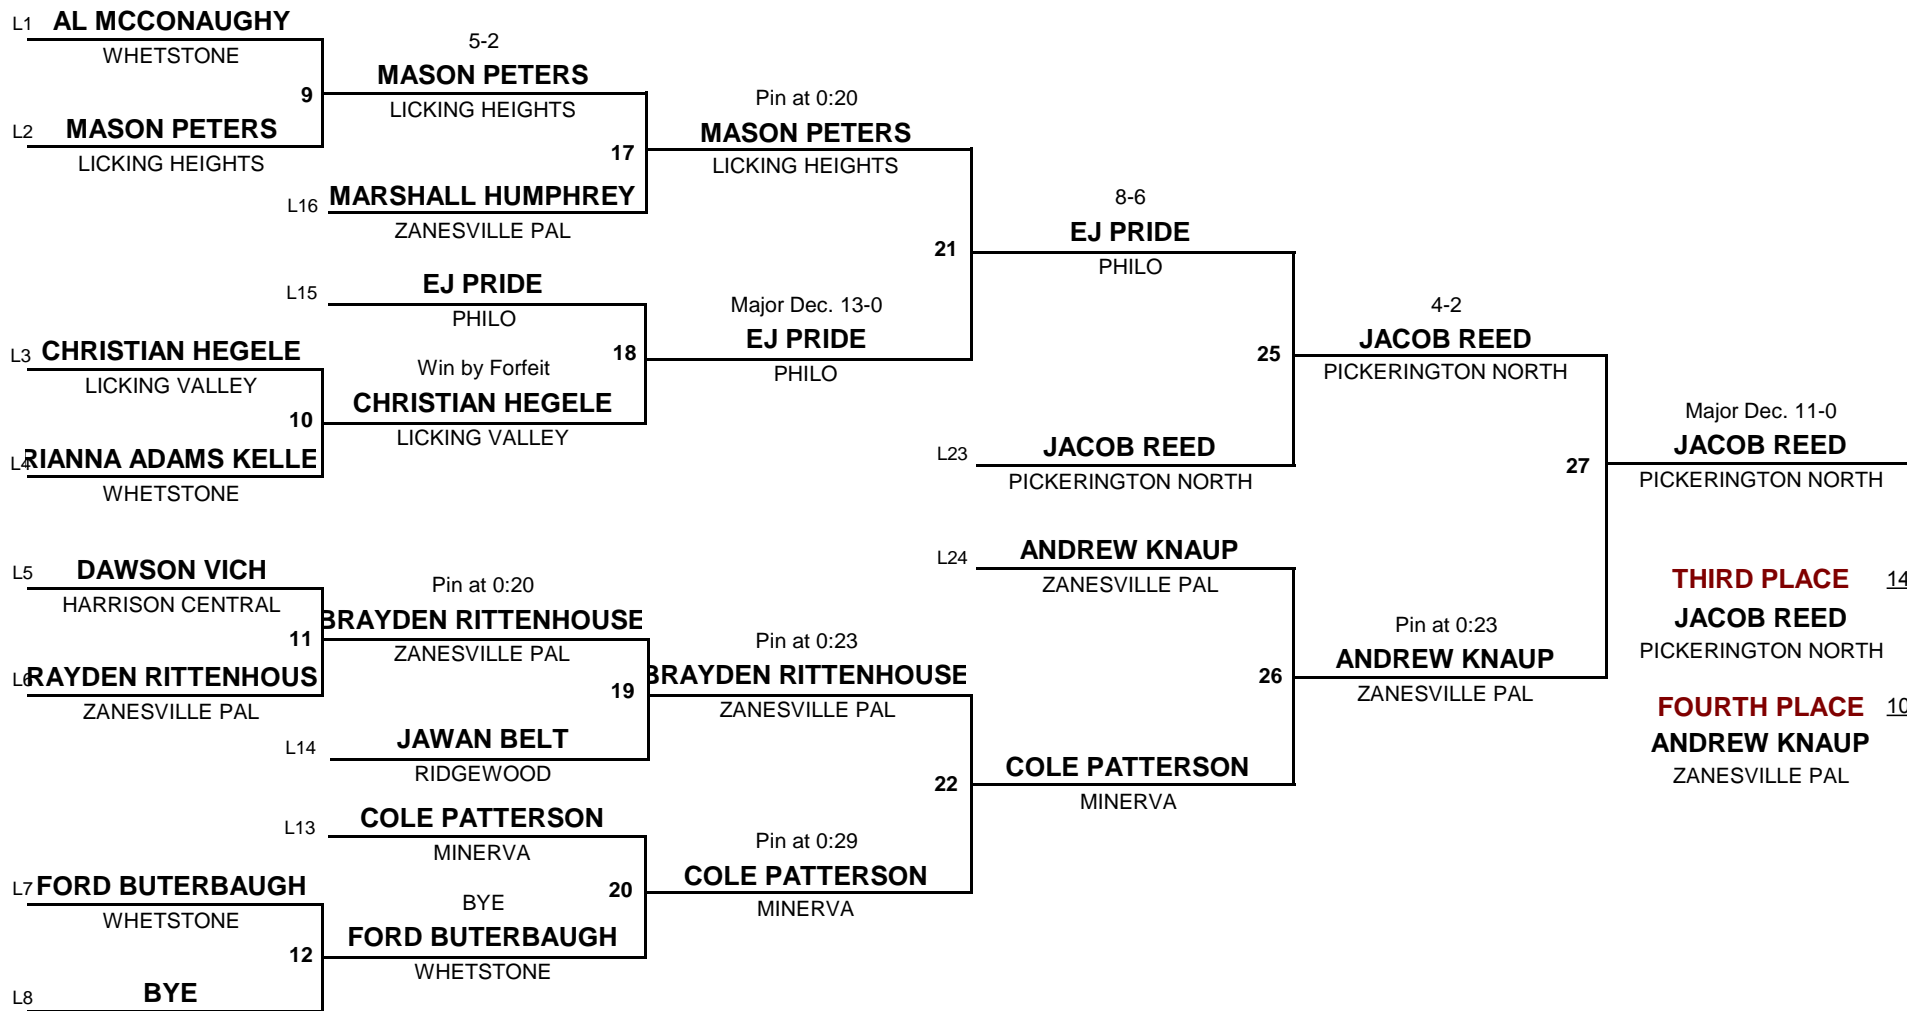 L1 AL MCCONAUGHY
WHETSTONE
9
L2 MASON PETERS
LICKING HEIGHTS
5-2
MASON PETERS
LICKING HEIGHTS
17
L16 MARSHALL HUMPHREY
ZANESVILLE PAL
Pin at 0:20
MASON PETERS
LICKING HEIGHTS
21
L15 EJ PRIDE
PHILO
18
L3 CHRISTIAN HEGELE
LICKING VALLEY
10
L4 RIANNA ADAMS KELLE
WHETSTONE
Win by Forfeit
CHRISTIAN HEGELE
LICKING VALLEY
Major Dec. 13-0
EJ PRIDE
PHILO
8-6
EJ PRIDE
PHILO
25
L23 JACOB REED
PICKERINGTON NORTH
4-2
JACOB REED
PICKERINGTON NORTH
27
Major Dec. 11-0
JACOB REED
PICKERINGTON NORTH
L5 DAWSON VICH
HARRISON CENTRAL
11
L6 RAYDEN RITTENHOUS
ZANESVILLE PAL
Pin at 0:20
BRAYDEN RITTENHOUSE
ZANESVILLE PAL
19
L14 JAWAN BELT
RIDGEWOOD
Pin at 0:23
BRAYDEN RITTENHOUSE
ZANESVILLE PAL
22
L13 COLE PATTERSON
MINERVA
20
L7 FORD BUTERBAUGH
WHETSTONE
12
L8 BYE
BYE
FORD BUTERBAUGH
WHETSTONE
Pin at 0:29
COLE PATTERSON
MINERVA
L24 ANDREW KNAUP
ZANESVILLE PAL
26
COLE PATTERSON
MINERVA
Pin at 0:23
ANDREW KNAUP
ZANESVILLE PAL
THIRD PLACE 14
JACOB REED
PICKERINGTON NORTH
FOURTH PLACE 10
ANDREW KNAUP
ZANESVILLE PAL